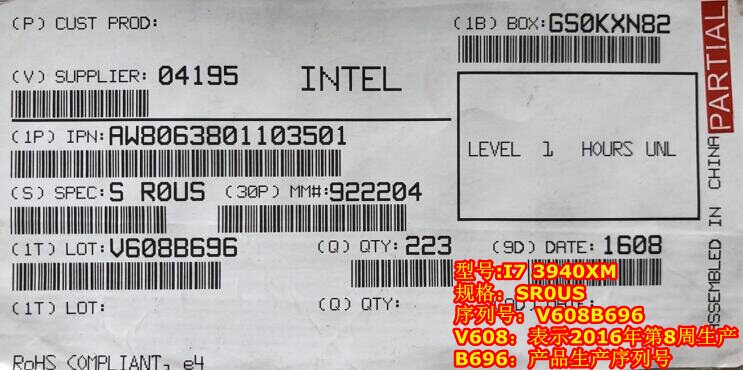 (P) CUST PROD:
(1B) BOX: GS0KXN82
PARTIAL
(V) SUPPLIER: 04195
INTEL
(1P) IPN: AW8063801103501
LEVEL 1 HOURS UNL
(S) SPEC: S R0US
(30P) MM#: 922204
ASSEMBLED IN CHINA
(1T) LOT: V608B696
(Q) QTY: 223
(9D) DATE: 1608
型号:I7 3940XM
规格：SR0US
(1T) LOT:
(Q) QTY:
序列号：V608B696
V608：表示2016年第8周生产
B696：产品生产序列号
RoHS COMPLIANT, e4